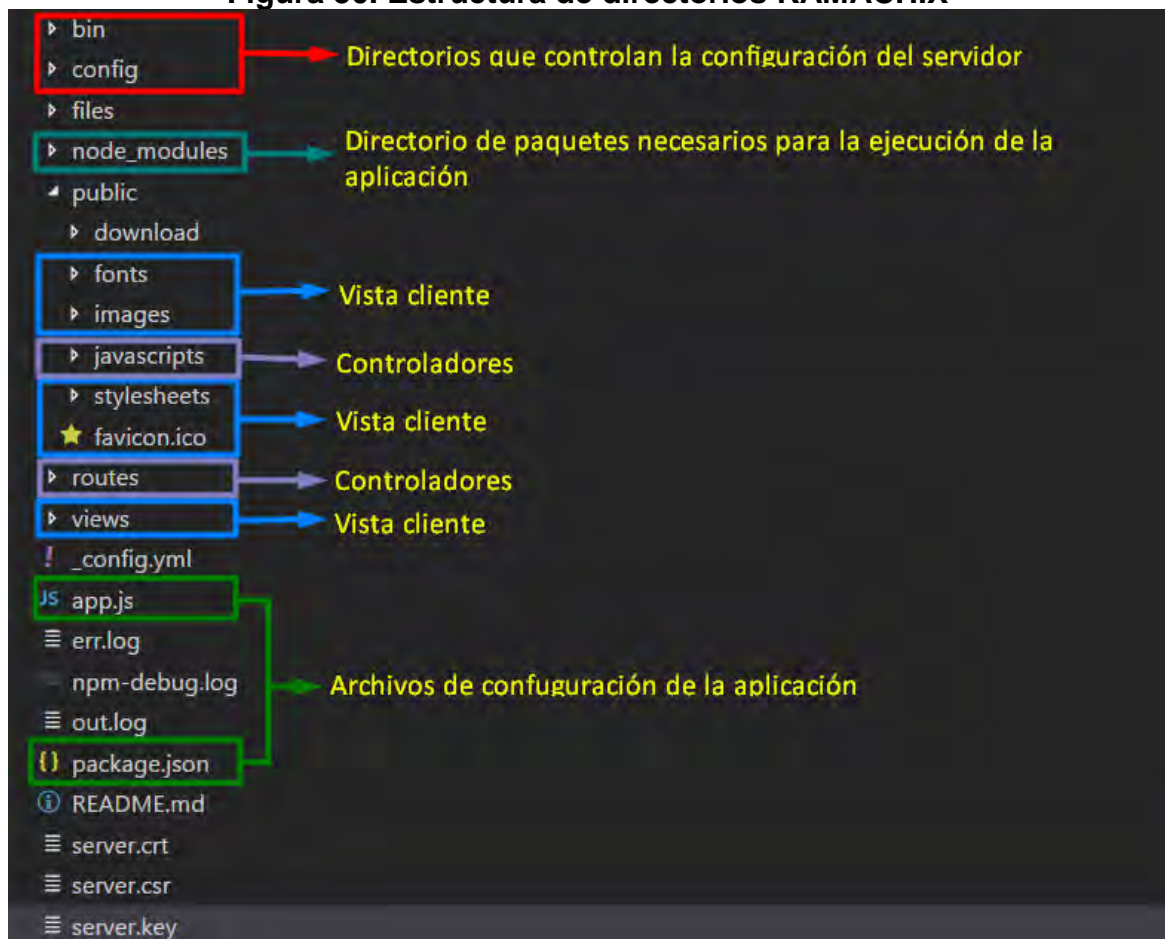 bin
config
Directorios que controlan la configuración del servidor
files
node_modules
Directorio de paquetes necesarios para la ejecución de la
aplicación
public
download
fonts
images
Vista cliente
javascripts
Controladores
stylesheets
favicon.ico
Vista cliente
routes
Controladores
views
Vista cliente
! _config.yml
JS app.js
err.log
npm-debug.log
Archivos de confuguración de la aplicación
out.log
{} package.json
README.md
server.crt
server.csr
server.key